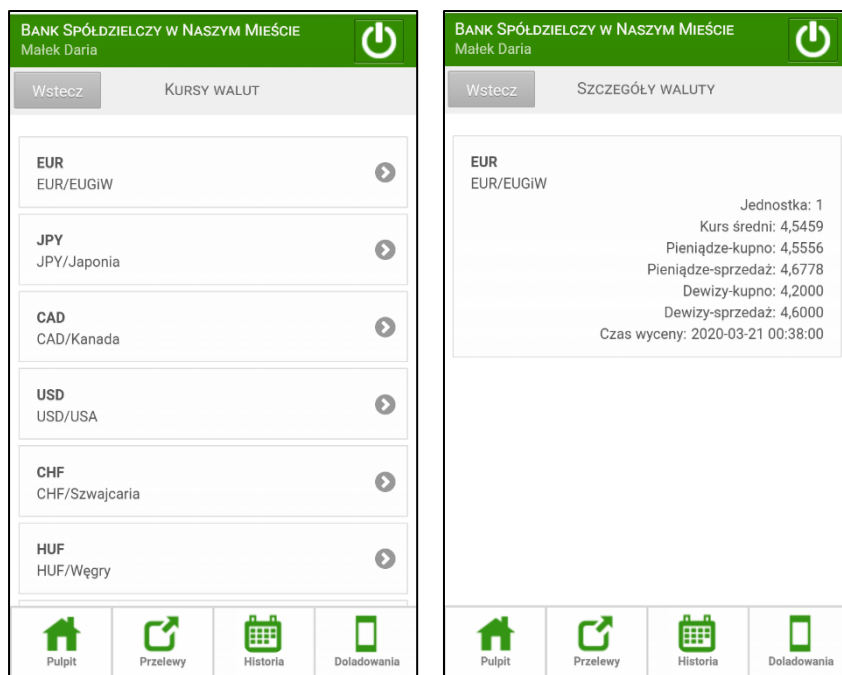 BANK SPÓŁDZIELCZY W NASZYM MIEŚCIE
Małek Daria
Wstecz
KURSY WALUT
EUR
EUR/EUGiW
JPY
JPY/Japonia
CAD
CAD/Kanada
USD
USD/USA
CHF
CHF/Szwajcaria
HUF
HUF/Węgry
Pulpit
Przelewy
Historia
Doladowania
BANK SPÓŁDZIELCZY W NASZYM MIEŚCIE
Małek Daria
Wstecz
SZCZEGÓŁY WALUTY
EUR
EUR/EUGiW
Jednostka: 1
Kurs średni: 4,5459
Pieniądze-kupno: 4,5556
Pieniądze-sprzedaż: 4,6778
Dewizy-kupno: 4,2000
Dewizy-sprzedaż: 4,6000
Czas wyceny: 2020-03-21 00:38:00
Pulpit
Przelewy
Historia
Doladowania